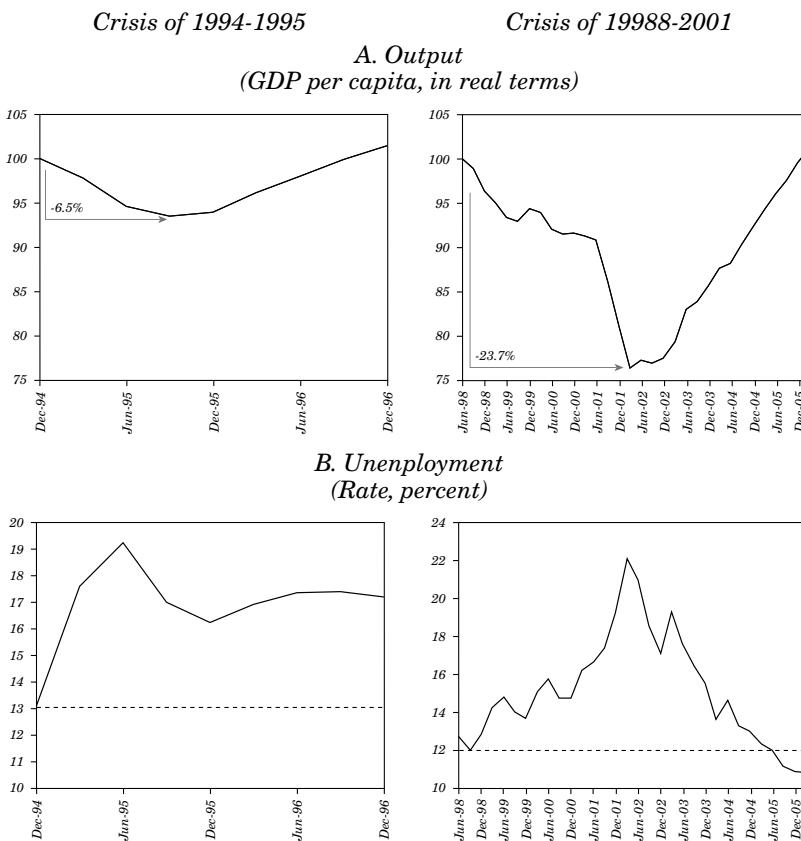 Crisis of 1994-1995
Crisis of 19988-2001
A. Output
(GDP per capita, in real terms)
105
100
95
90
85
80
75
-6.5%
Dec-94
Jun-95
Dec-95
Jun-96
Dec-96
105
100
95
90
85
80
75
-23.7%
Jun-98
Dec-98
Jun-99
Dec-99
Jun-00
Dec-00
Jun-01
Dec-01
Jun-02
Dec-02
Jun-03
Dec-03
Jun-04
Dec-04
Jun-05
Dec-05
B. Unenployment
(Rate, percent)
20
19
18
17
16
15
14
13
12
11
10
Dec-94
Jun-95
Dec-95
Jun-96
Dec-96
24
22
20
18
16
14
12
10
Jun-98
Dec-98
Jun-99
Dec-99
Jun-00
Dec-00
Jun-01
Dec-01
Jun-02
Dec-02
Jun-03
Dec-03
Jun-04
Dec-04
Jun-05
Dec-05